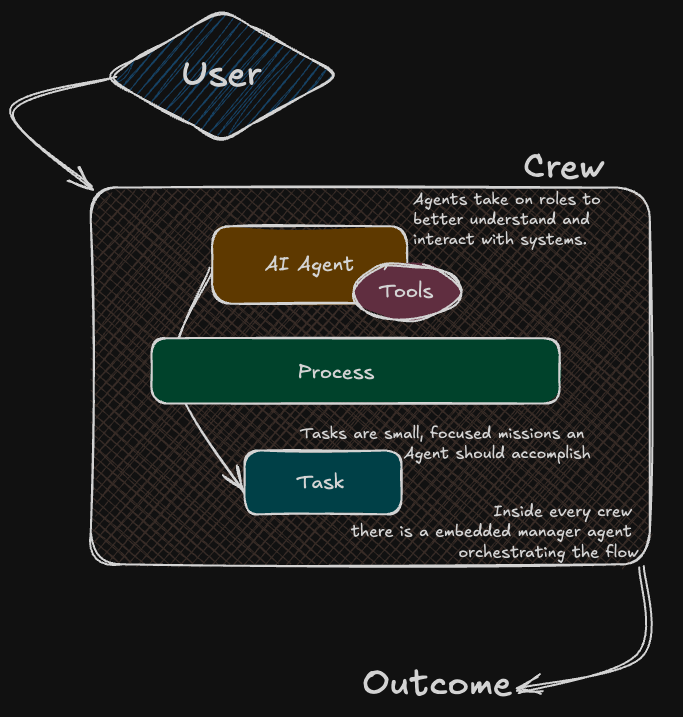 User
Crew
Agents take on roles to
better understand and
interact with systems.
AI Agent
Tools
Process
Tasks are small, focused missions an
Agent should accomplish
Task
Inside every crew
there is a embedded manager agent
orchestrating the flow
Outcome